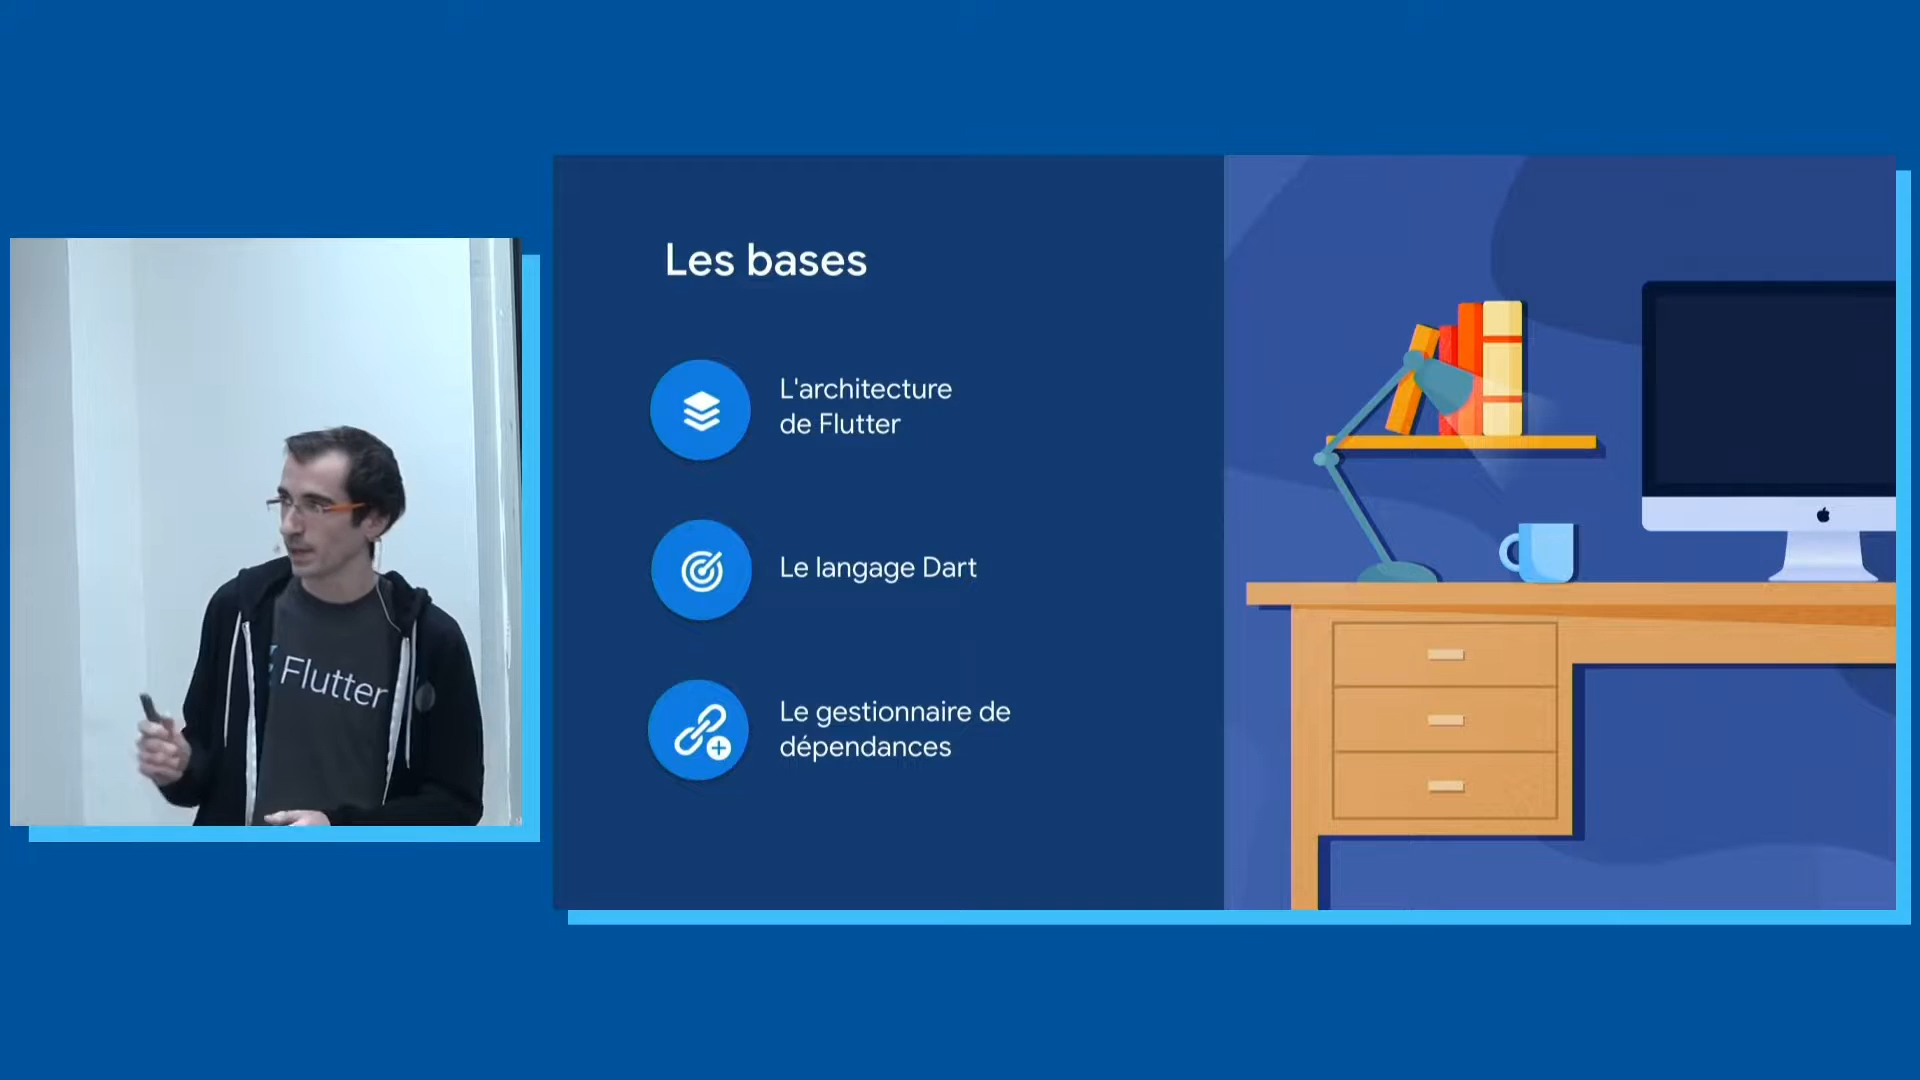 Les bases
L'architecture
de Flutter
Le langage Dart
Le gestionnaire de
dépendances
Flutter